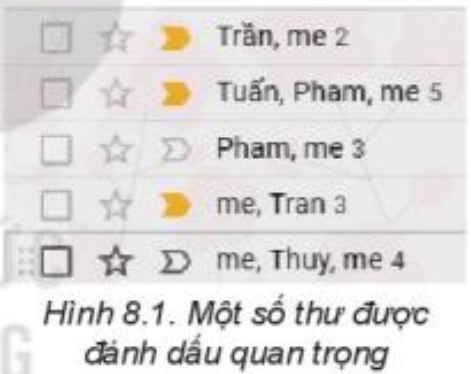 Trần, me 2
Tuấn, Pham, me 5
Pham, me 3
me, Tran 3
me, Thuy, me 4
Hình 8.1. Một số thư được
đánh dấu quan trọng